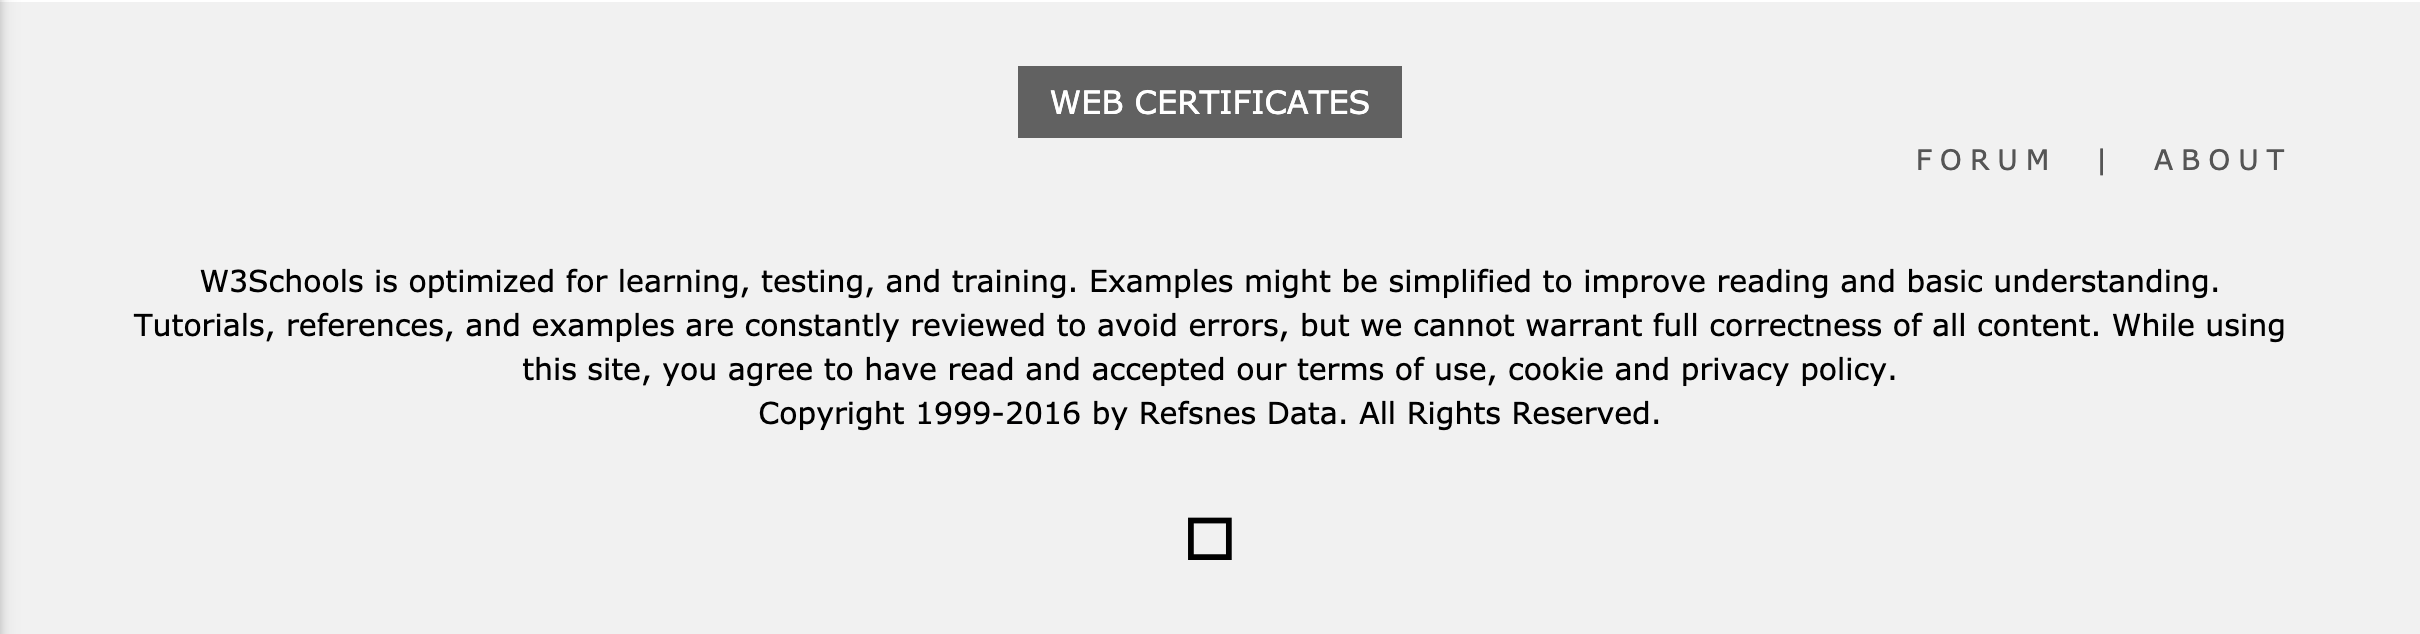 WEB CERTIFICATES
FORUM | ABOUT
W3Schools is optimized for learning, testing, and training. Examples might be simplified to improve reading and basic understanding.
Tutorials, references, and examples are constantly reviewed to avoid errors, but we cannot warrant full correctness of all content. While using
this site, you agree to have read and accepted our terms of use, cookie and privacy policy.
Copyright 1999-2016 by Refsnes Data. All Rights Reserved.